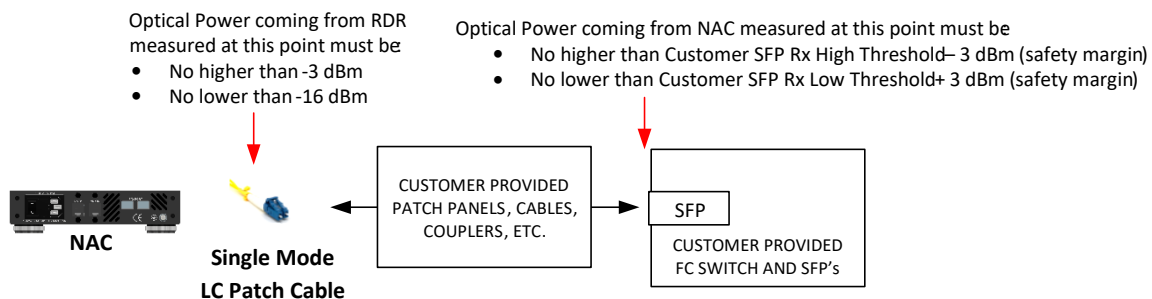 Optical Power coming from RDR
measured at this point must be:
• No higher than -3 dBm
• No lower than -16 dBm
Optical Power coming from NAC measured at this point must be
• No higher than Customer SFP Rx High Threshold– 3 dBm (safety margin)
• No lower than Customer SFP Rx Low Threshold+ 3 dBm (safety margin)
NAC
Single Mode
LC Patch Cable
CUSTOMER PROVIDED
PATCH PANELS, CABLES,
COUPLERS, ETC.
SFP
CUSTOMER PROVIDED
FC SWITCH AND SFP's